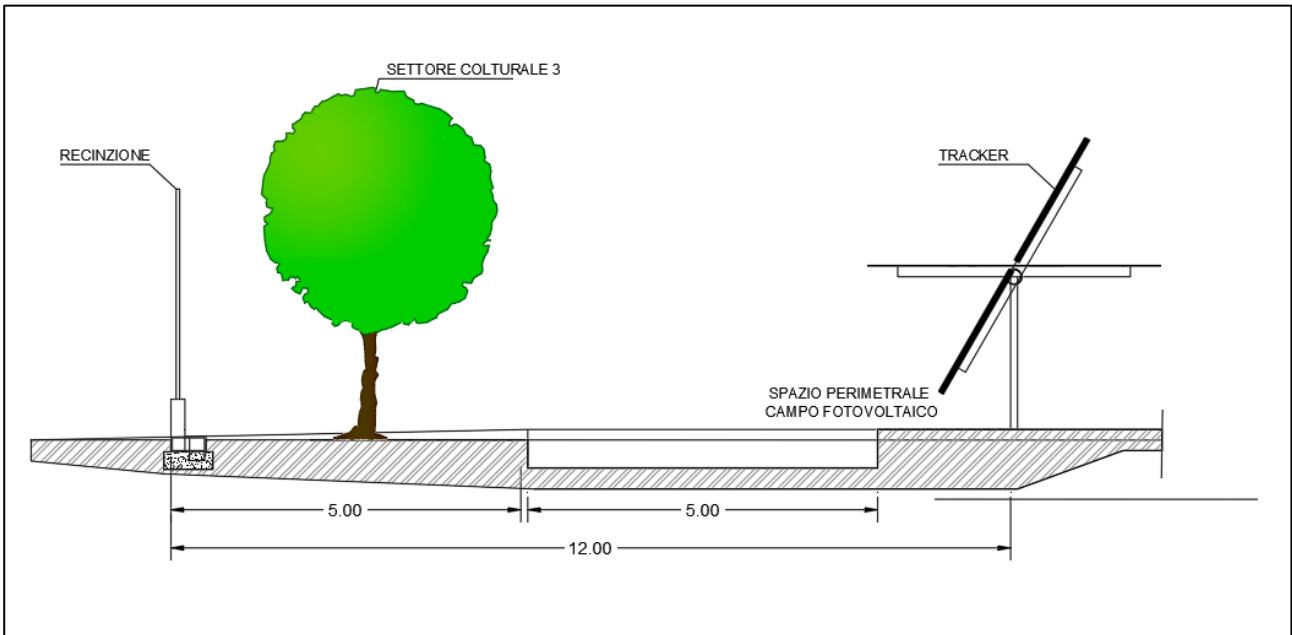 SETTORE COLTURALE 3
RECINZIONE
TRACKER
SPAZIO PERIMETRALE
CAMPO FOTOVOLTAICO
5.00
5.00
12.00